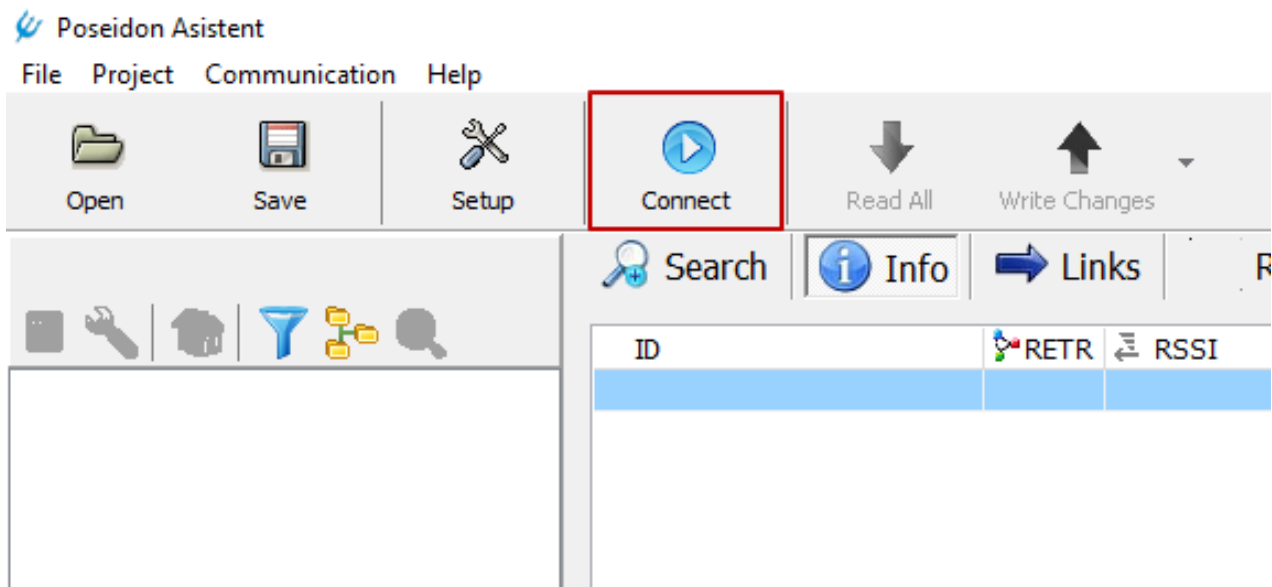 Poseidon Asistent
File Project Communication Help
Open Save Setup Connect Read All Write Changes
Search Info Links R
ID RETR RSSI